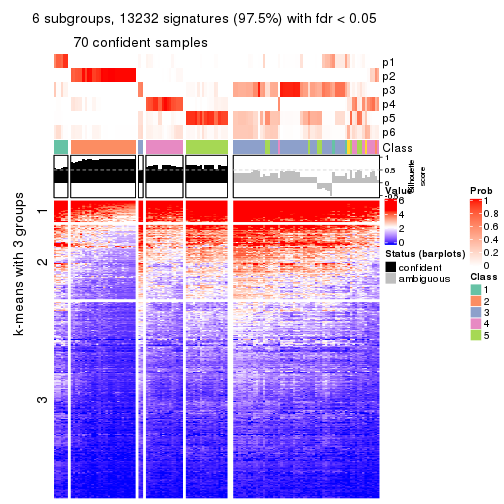 6 subgroups, 13232 signatures (97.5%) with fdr < 0.05
70 confident samples
p1
p2
p3
p4
p5
p6
Class
1
0.5
0
-0.5
Silhouette
score
k-means with 3 groups
1
2
3
Value
6
4
2
0
Status (barplots)
confident
ambiguous
Prob
1
0.8
0.6
0.4
0.2
0
Class
1
2
3
4
5